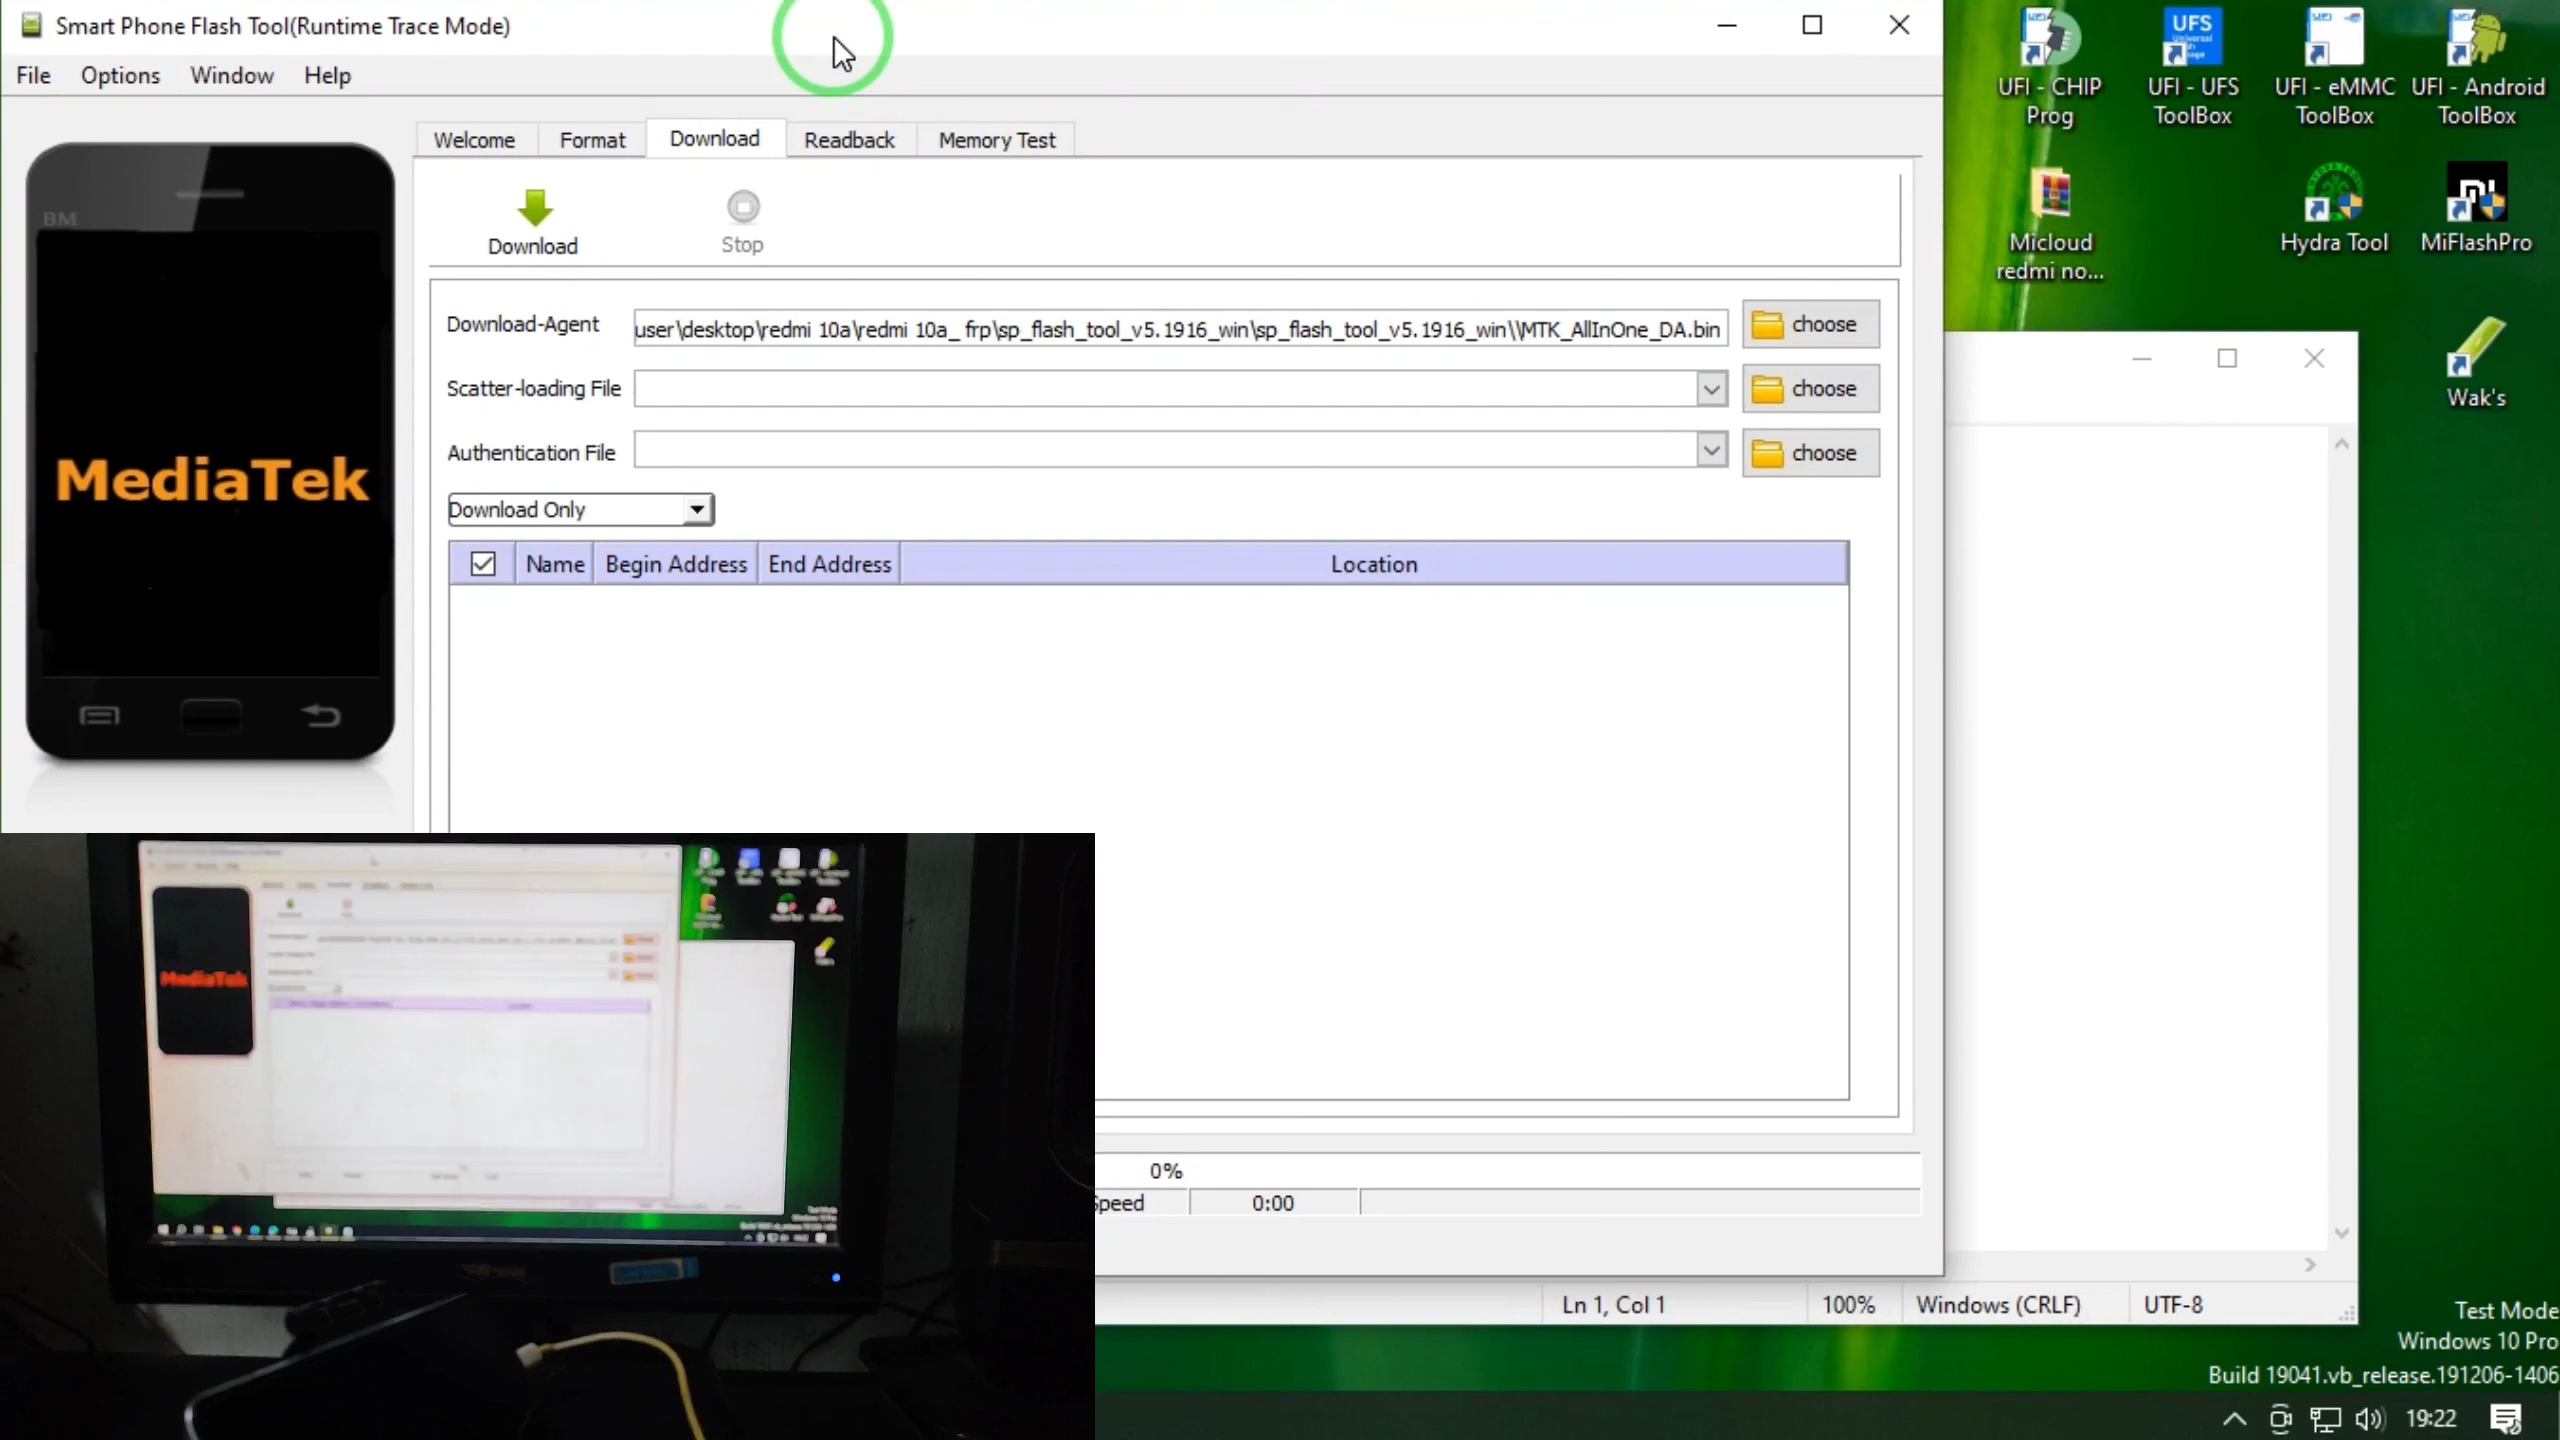 Smart Phone Flash Tool(Runtime Trace Mode)
File Options Window Help
Welcome Format Download Readback Memory Test
BM
MediaTek
Download Stop
Download-Agent user\desktop\redmi 10a\redmi 10a_ frp\sp_flash_tool_v5.1916_win\sp_flash_tool_v5.1916_win\\MTK_AllInOne_DA.bin choose
Scatter-loading File choose
Authentication File choose
Download Only
Name Begin Address End Address Location
0%
Speed 0:00
UFI - CHIP
Prog
UFS
UFI - UFS
ToolBox
UFI - eMMC
ToolBox
UFI - Android
ToolBox
Micloud
redmi no...
Hydra Tool
MiFlashPro
Wak's
MediaTek
Ln 1, Col 1 100% Windows (CRLF) UTF-8
Test Mode
Windows 10 Pro
Build 19041.vb_release.191206-1406
19:22